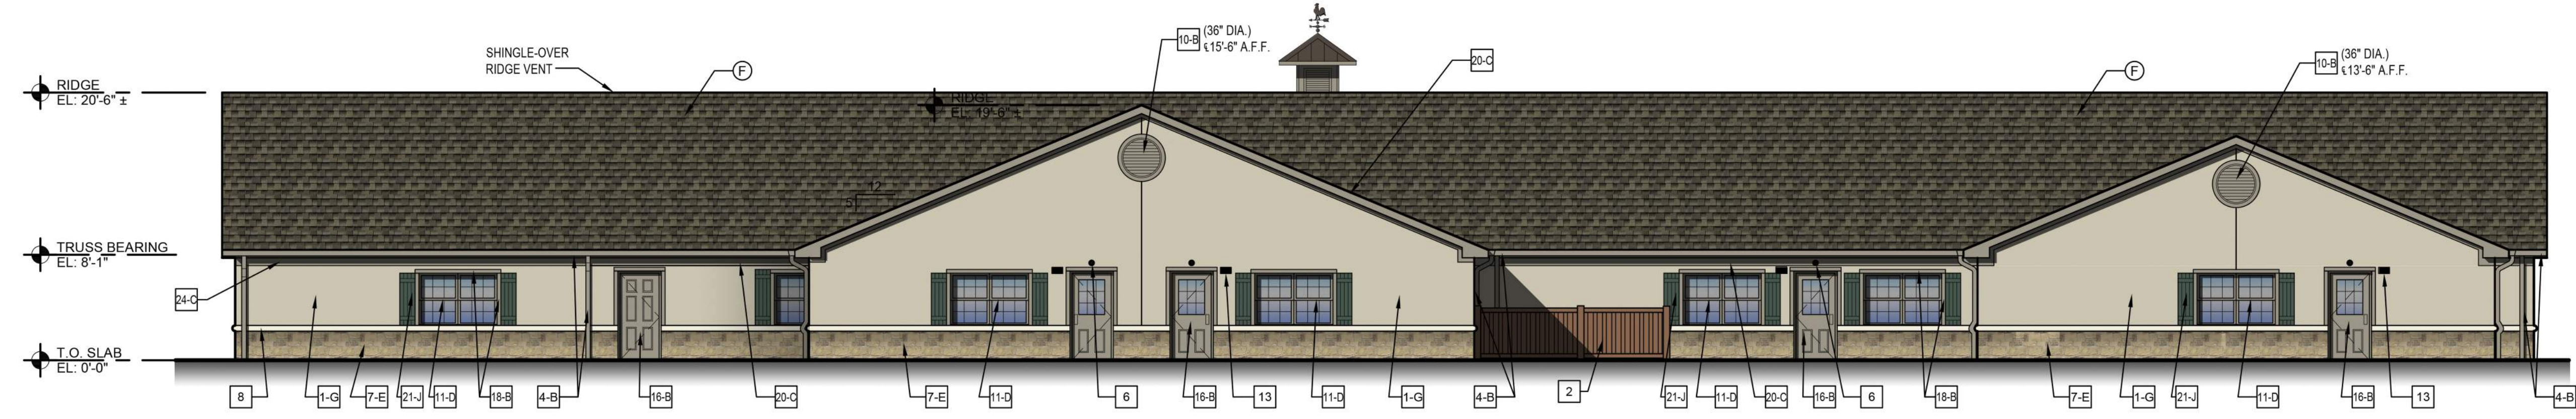 SHINGLE-OVER
RIDGE VENT
F
10-B
(36" DIA.)
℄15'-6" A.F.F.
20-C
F
10-B
(36" DIA.)
℄13'-6" A.F.F.
RIDGE
EL: 20'-6" ±
RIDGE
EL: 19'-6" ±
12
5
TRUSS BEARING
EL: 8'-1"
24-C
T.O. SLAB
EL: 0'-0"
8
1-G
7-E
21-J
11-D
18-B
4-B
16-B
20-C
7-E
11-D
6
16-B
13
11-D
1-G
4-B
2
21-J
11-D
20-C
16-B
6
18-B
7-E
1-G
21-J
11-D
16-B
13
4-B